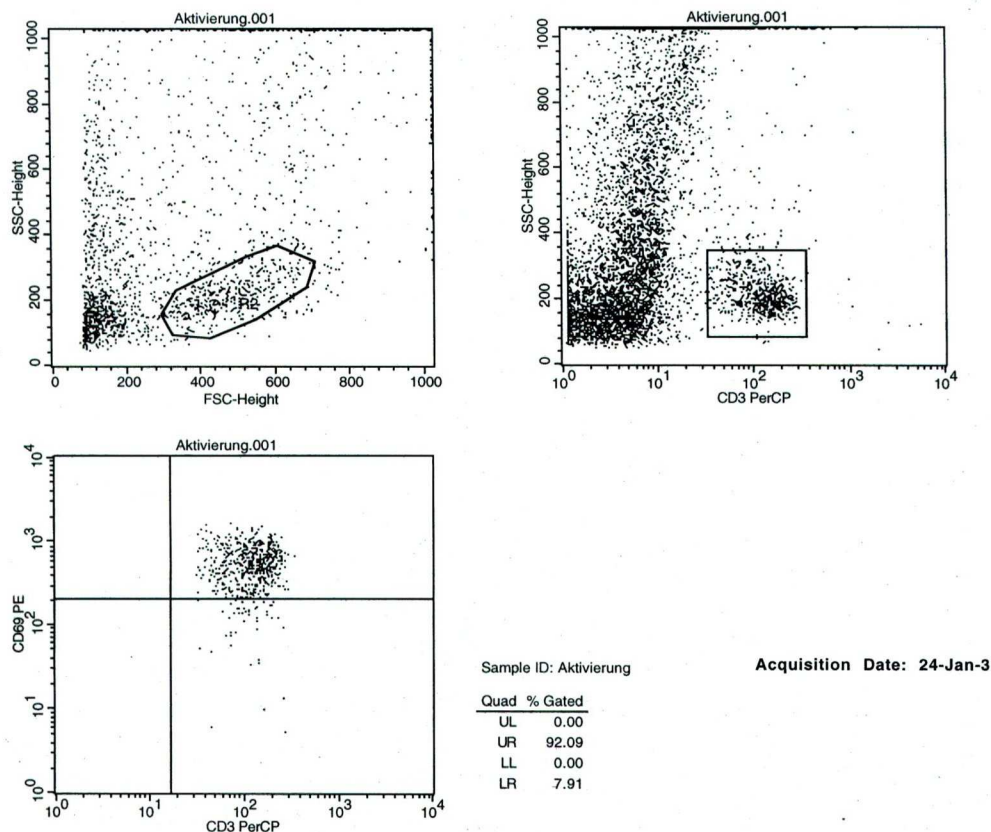 Aktivierung.001
SSC-Height
1000
800
600
400
200
0
R2
0 200 400 600 800 1000
FSC-Height
Aktivierung.001
SSC-Height
1000
800
600
400
200
0
10^0 10^1 10^2 10^3 10^4
CD3 PerCP
Aktivierung.001
CD69 PE
10^4
10^3
10^2
10^1
10^0
10^0 10^1 10^2 10^3 10^4
CD3 PerCP
Sample ID: Aktivierung
Acquisition Date: 24-Jan-3
Quad % Gated
UL 0.00
UR 92.09
LL 0.00
LR 7.91